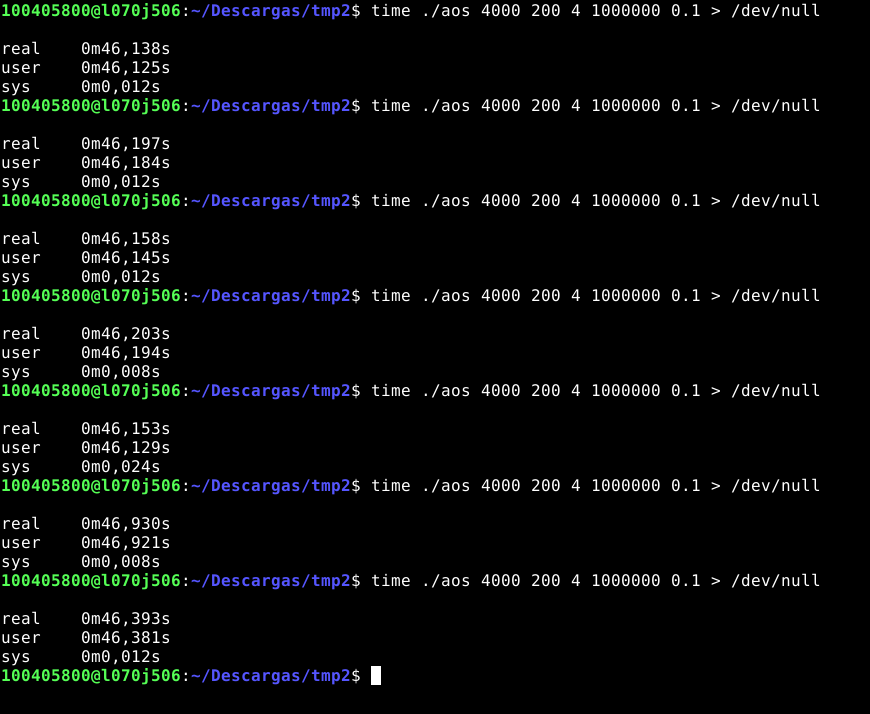 100405800@l070j506:~/Descargas/tmp2$ time ./aos 4000 200 4 1000000 0.1 > /dev/null
real    0m46,138s
user    0m46,125s
sys     0m0,012s
100405800@l070j506:~/Descargas/tmp2$ time ./aos 4000 200 4 1000000 0.1 > /dev/null
real    0m46,197s
user    0m46,184s
sys     0m0,012s
100405800@l070j506:~/Descargas/tmp2$ time ./aos 4000 200 4 1000000 0.1 > /dev/null
real    0m46,158s
user    0m46,145s
sys     0m0,012s
100405800@l070j506:~/Descargas/tmp2$ time ./aos 4000 200 4 1000000 0.1 > /dev/null
real    0m46,203s
user    0m46,194s
sys     0m0,008s
100405800@l070j506:~/Descargas/tmp2$ time ./aos 4000 200 4 1000000 0.1 > /dev/null
real    0m46,153s
user    0m46,129s
sys     0m0,024s
100405800@l070j506:~/Descargas/tmp2$ time ./aos 4000 200 4 1000000 0.1 > /dev/null
real    0m46,930s
user    0m46,921s
sys     0m0,008s
100405800@l070j506:~/Descargas/tmp2$ time ./aos 4000 200 4 1000000 0.1 > /dev/null
real    0m46,393s
user    0m46,381s
sys     0m0,012s
100405800@l070j506:~/Descargas/tmp2$